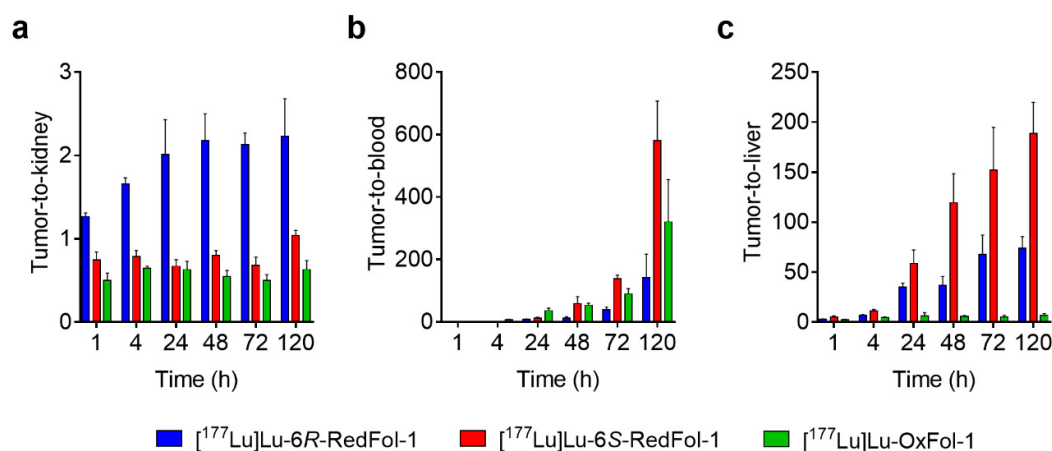 a
Tumor-to-kidney
3
2
1
0
1 4 24 48 72 120
Time (h)
b
Tumor-to-blood
800
600
400
200
0
1 4 24 48 72 120
Time (h)
c
Tumor-to-liver
250
200
150
100
50
0
1 4 24 48 72 120
Time (h)
[¹⁷⁷Lu]Lu-6R-RedFol-1 [¹⁷⁷Lu]Lu-6S-RedFol-1 [¹⁷⁷Lu]Lu-OxFol-1